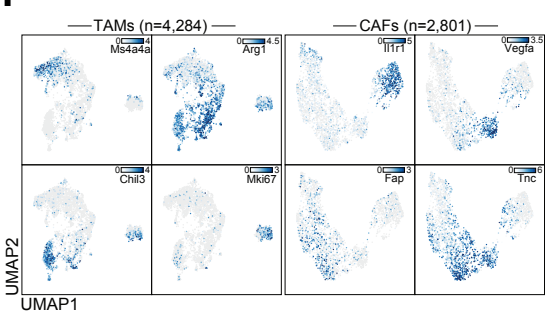 TAMs (n=4,284)
CAFs (n=2,801)
0 4
Ms4a4a
0 4.5
Arg1
0 5
Il1r1
0 3.5
Vegfa
0 4
Chil3
0 3
Mki67
0 3
Fap
0 6
Tnc
UMAP2
UMAP1